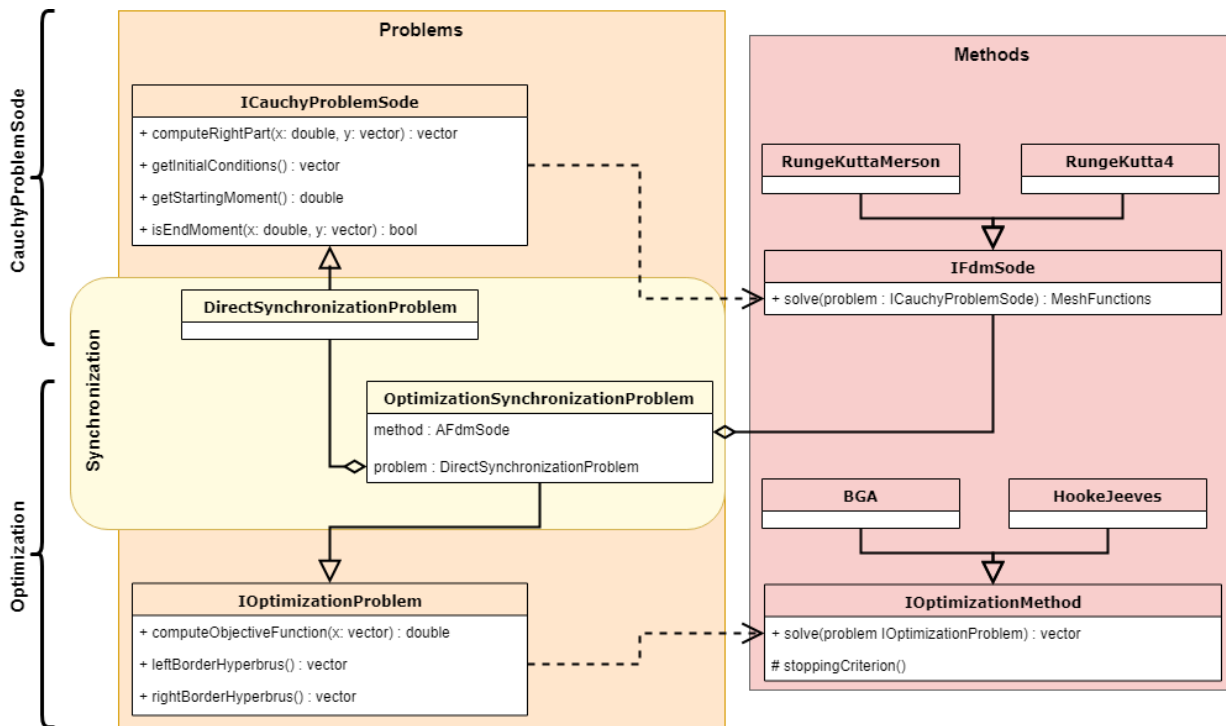 Problems
Methods
CauchyProblemSode
ICauchyProblemSode
+ computeRightPart(x: double, y: vector) : vector
+ getInitialConditions() : vector
+ getStartingMoment() : double
+ isEndMoment(x: double, y: vector) : bool
RungeKuttaMerson
RungeKutta4
IFdmSode
+ solve(problem : ICauchyProblemSode) : MeshFunctions
Synchronization
DirectSynchronizationProblem
OptimizationSynchronizationProblem
method : AFdmSode
problem : DirectSynchronizationProblem
Optimization
BGA
HookeJeeves
IOptimizationProblem
+ computeObjectiveFunction(x: vector) : double
+ leftBorderHyperbrus() : vector
+ rightBorderHyperbrus() : vector
IOptimizationMethod
+ solve(problem IOptimizationProblem) : vector
# stoppingCriterion()